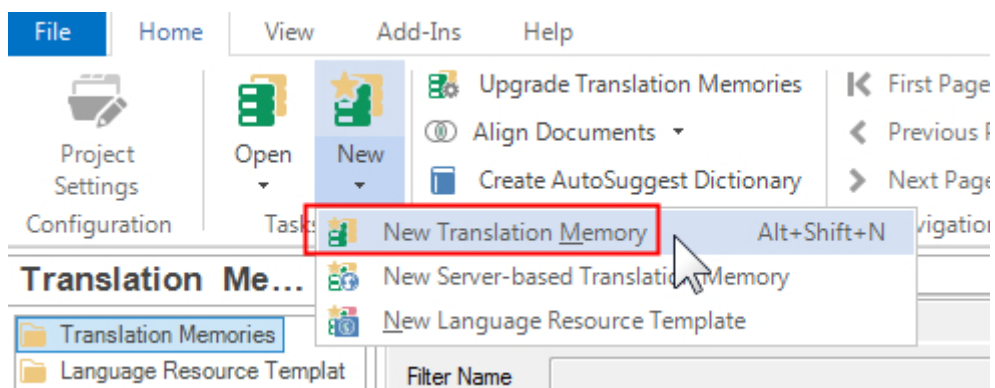 File Home View Add-Ins Help
Project Settings
Open
New
Upgrade Translation Memories
Align Documents
Create AutoSuggest Dictionary
First Page
Previous
Next Page
Configuration
New Translation Memory Alt+Shift+N
New Server-based Translation Memory
New Language Resource Template
Translation Me...
Translation Memories
Language Resource Templat
Filter Name